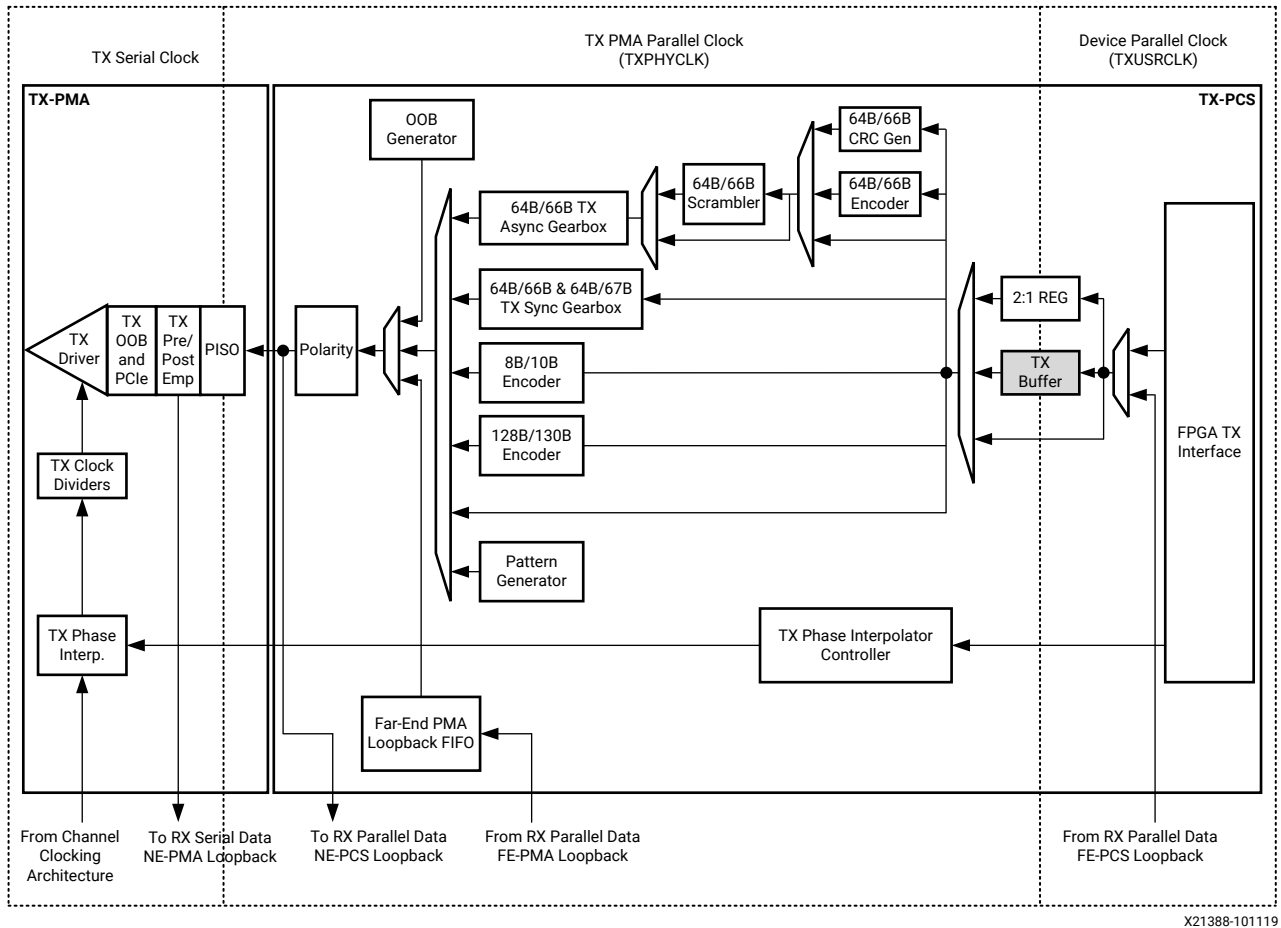 TX Serial Clock
TX PMA Parallel Clock
(TXPHYCLK)
Device Parallel Clock
(TXUSRCLK)
TX-PMA
TX-PCS
OOB
Generator
64B/66B
CRC Gen
64B/66B
Scrambler
64B/66B
Encoder
64B/66B TX
Async Gearbox
64B/66B & 64B/67B
TX Sync Gearbox
2:1 REG
TX
Driver
TX
OOB
and
PCIe
TX
Pre/
Post
Emp
PISO
Polarity
8B/10B
Encoder
TX
Buffer
128B/130B
Encoder
FPGA TX
Interface
TX Clock
Dividers
Pattern
Generator
TX Phase
Interp.
TX Phase Interpolator
Controller
Far-End PMA
Loopback FIFO
From Channel
Clocking
Architecture
To RX Serial Data
NE-PMA Loopback
To RX Parallel Data
NE-PCS Loopback
From RX Parallel Data
FE-PMA Loopback
From RX Parallel Data
FE-PCS Loopback
X21388-101119